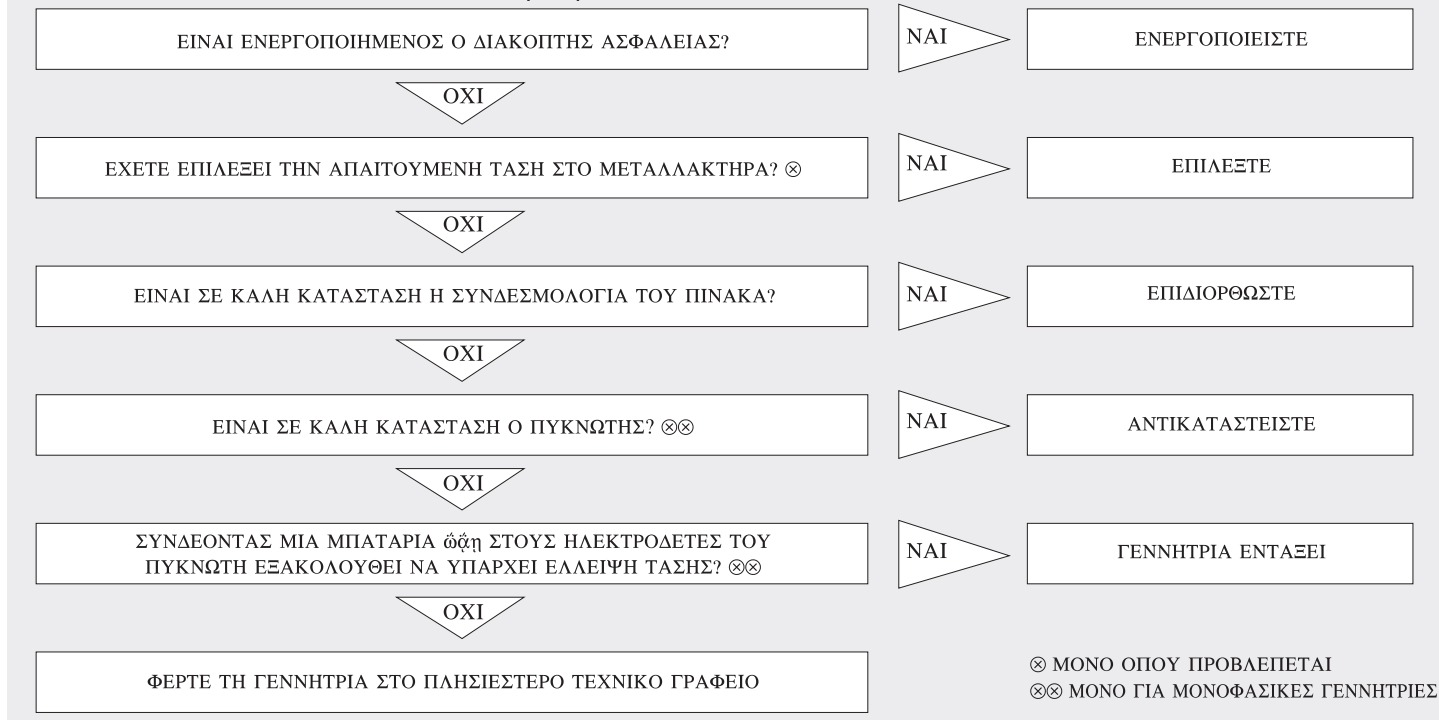 ΕΙΝΑΙ ΕΝΕΡΓΟΠΟΙΗΜΕΝΟΣ Ο ΔΙΑΚΟΠΤΗΣ ΑΣΦΑΛΕΙΑΣ?
ΝΑΙ
ΕΝΕΡΓΟΠΟΙΕΙΣΤΕ
ΟΧΙ
ΕΧΕΤΕ ΕΠΙΛΕΞΕΙ ΤΗΝ ΑΠΑΙΤΟΥΜΕΝΗ ΤΑΣΗ ΣΤΟ ΜΕΤΑΛΛΑΚΤΗΡΑ? ⊗
ΝΑΙ
ΕΠΙΛΕΞΤΕ
ΟΧΙ
ΕΙΝΑΙ ΣΕ ΚΑΛΗ ΚΑΤΑΣΤΑΣΗ Η ΣΥΝΔΕΣΜΟΛΟΓΙΑ ΤΟΥ ΠΙΝΑΚΑ?
ΝΑΙ
ΕΠΙΔΙΟΡΘΩΣΤΕ
ΟΧΙ
ΕΙΝΑΙ ΣΕ ΚΑΛΗ ΚΑΤΑΣΤΑΣΗ Ο ΠΥΚΝΩΤΗΣ? ⊗⊗
ΝΑΙ
ΑΝΤΙΚΑΤΑΣΤΕΙΣΤΕ
ΟΧΙ
ΣΥΝΔΕΟΝΤΑΣ ΜΙΑ ΜΠΑΤΑΡΙΑ ΣΤΟΥΣ ΗΛΕΚΤΡΟΔΕΤΕΣ ΤΟΥ
ΠΥΚΝΩΤΗ ΕΞΑΚΟΛΟΥΘΕΙ ΝΑ ΥΠΑΡΧΕΙ ΕΛΛΕΙΨΗ ΤΑΣΗΣ? ⊗⊗
ΝΑΙ
ΓΕΝΝΗΤΡΙΑ ΕΝΤΑΞΕΙ
ΟΧΙ
ΦΕΡΤΕ ΤΗ ΓΕΝΝΗΤΡΙΑ ΣΤΟ ΠΛΗΣΙΕΣΤΕΡΟ ΤΕΧΝΙΚΟ ΓΡΑΦΕΙΟ
⊗ ΜΟΝΟ ΟΠΟΥ ΠΡΟΒΛΕΠΕΤΑΙ
⊗⊗ ΜΟΝΟ ΓΙΑ ΜΟΝΟΦΑΣΙΚΕΣ ΓΕΝΝΗΤΡΙΕΣ